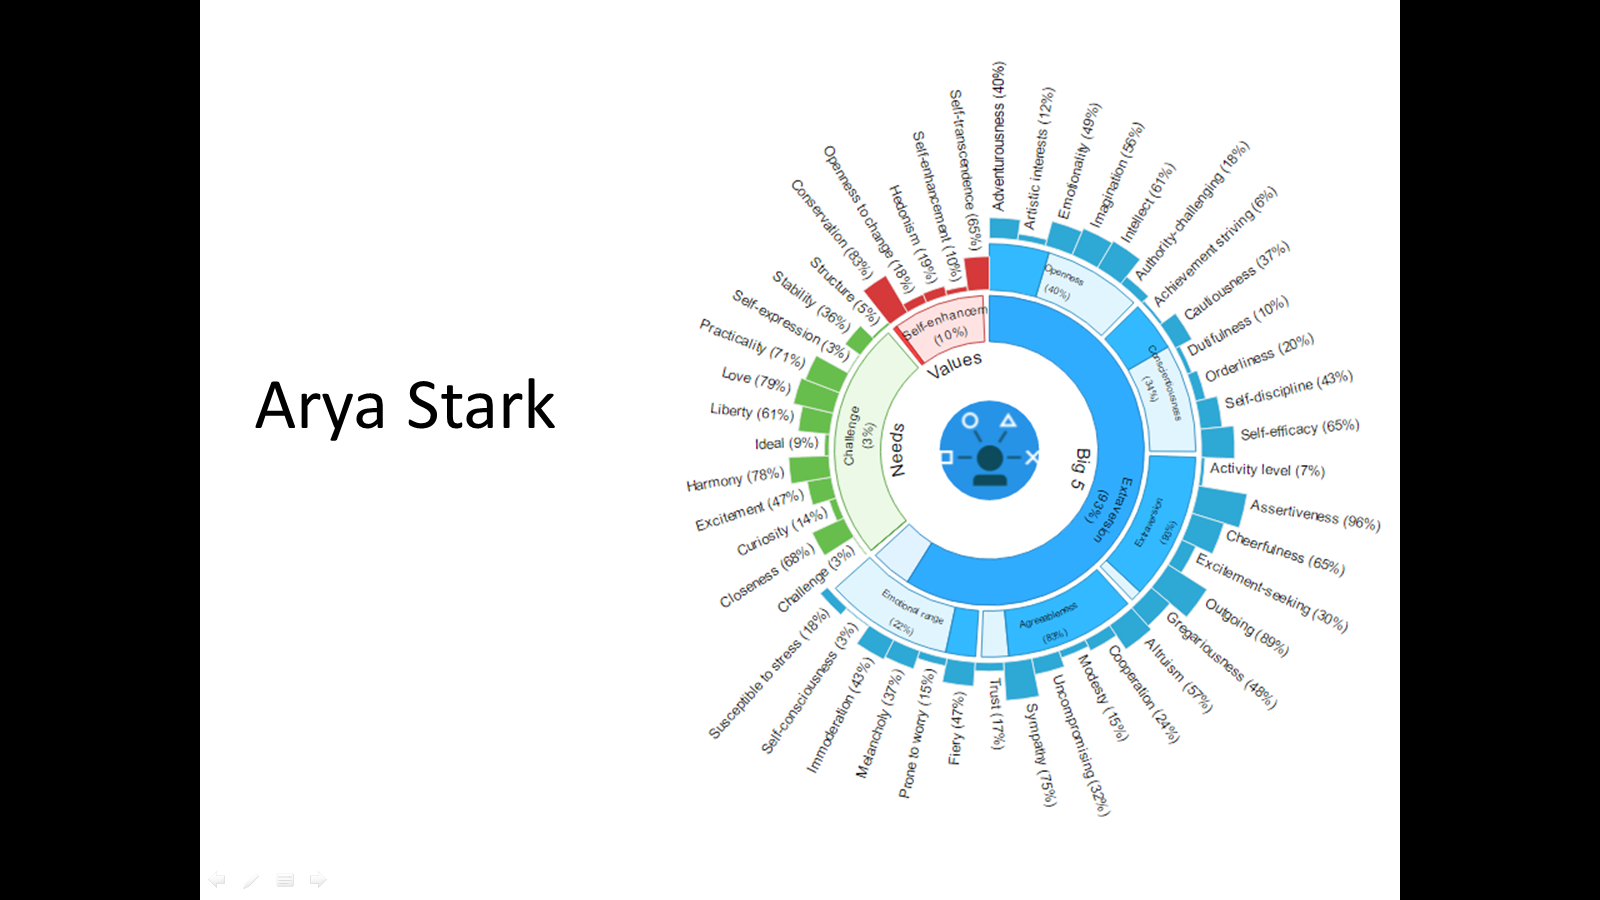 Arya Stark
Adventurousness (40%)
Artistic interests (12%)
Emotionality (49%)
Imagination (56%)
Intellect (61%)
Authority-challenging (18%)
Achievement striving (6%)
Cautiousness (37%)
Dutifulness (10%)
Orderliness (20%)
Self-discipline (43%)
Self-efficacy (65%)
Activity level (7%)
Assertiveness (96%)
Cheerfulness (65%)
Excitement-seeking (30%)
Outgoing (89%)
Gregariousness (48%)
Altruism (57%)
Cooperation (24%)
Modesty (15%)
Uncompromising (32%)
Sympathy (75%)
Trust (17%)
Fiery (47%)
Prone to worry (15%)
Melancholy (37%)
Immoderation (43%)
Self-consciousness (3%)
Susceptible to stress (18%)
Challenge (3%)
Closeness (68%)
Curiosity (14%)
Excitement (47%)
Harmony (78%)
Ideal (9%)
Liberty (61%)
Love (79%)
Practicality (71%)
Self-expression (3%)
Stability (36%)
Structure (5%)
Conservation (83%)
Openness to change (18%)
Hedonism (19%)
Self-enhancement (10%)
Self-transcendence (65%)
Openness
(40%)
Conscientiousness
(34%)
Extraversion
(93%)
Agreeableness
(83%)
Emotional range
(22%)
Challenge
(3%)
Self-enhancem
(10%)
Extraversion
(93%)
Big 5
Needs
Values